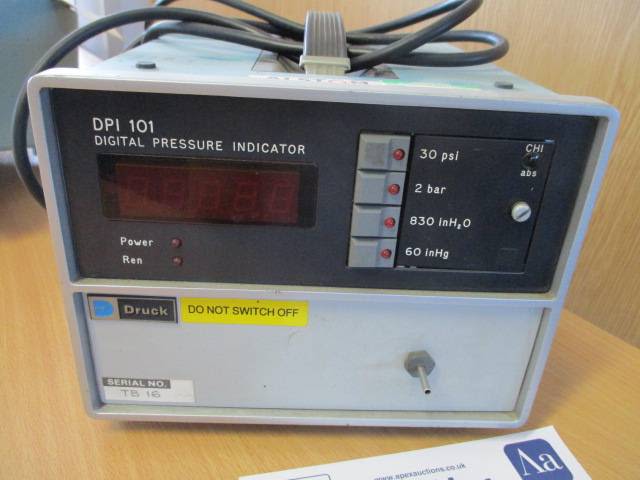 DPI 101
DIGITAL PRESSURE INDICATOR
30 psi
2 bar
830 inH₂O
60 inHg
CHI
abs
Power
Ren
Druck
DO NOT SWITCH OFF
SERIAL NO.
TB 16
www.apexauctions.co.uk
Aa